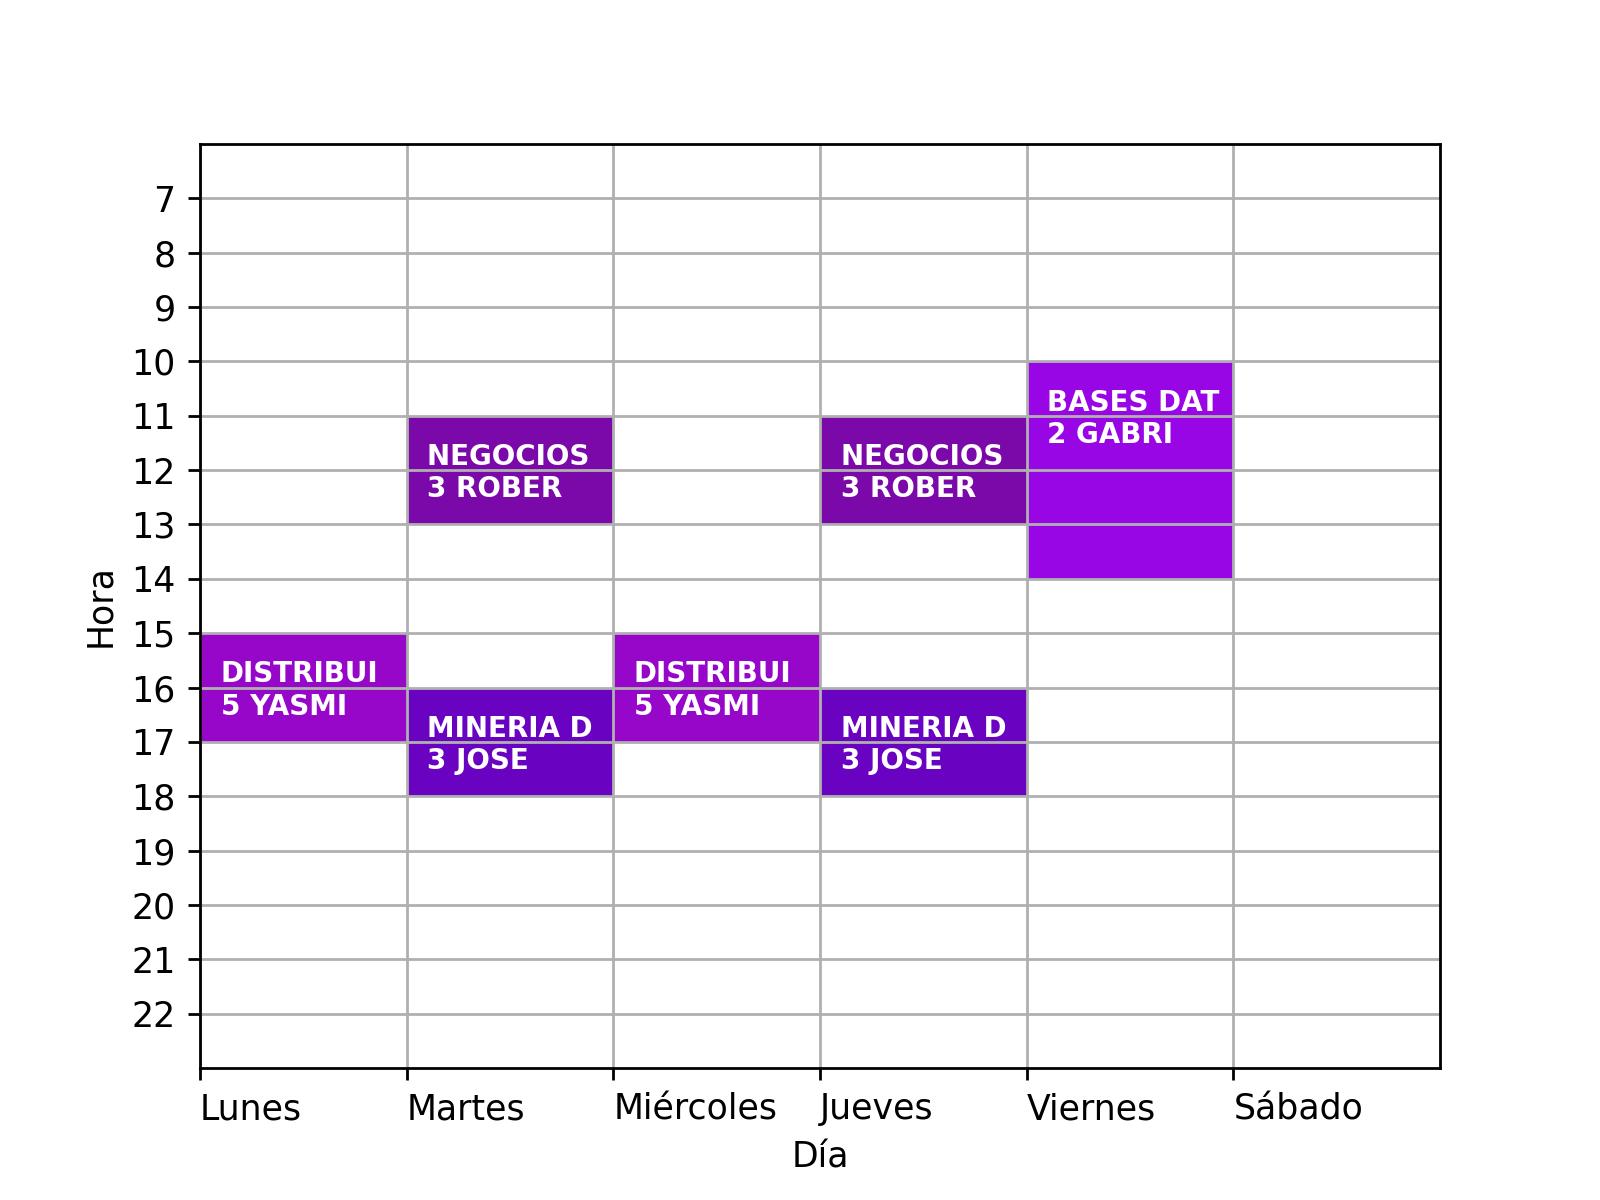 7
8
9
10
BASES DAT
2 GABRI
11
NEGOCIOS
3 ROBER
NEGOCIOS
3 ROBER
12
13
14
15
DISTRIBUI
5 YASMI
DISTRIBUI
5 YASMI
16
MINERIA D
3 JOSE
MINERIA D
3 JOSE
17
18
19
20
21
22
Hora
Lunes Martes Miércoles Jueves Viernes Sábado
Día